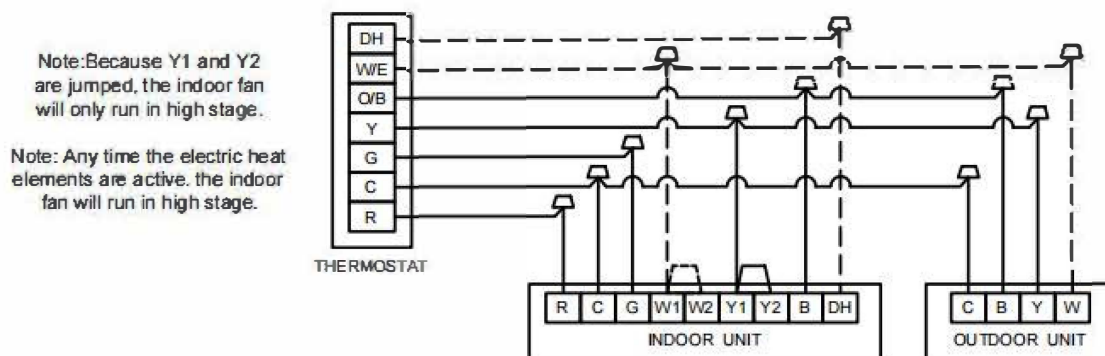 Note:Because Y1 and Y2
are jumped, the indoor fan
will only run in high stage.
Note: Any time the electric heat
elements are active. the indoor
fan will run in high stage.
DH
W/E
O/B
Y
G
C
R
THERMOSTAT
R C G W1 W2 Y1 Y2 B DH
INDOOR UNIT
C B Y W
OUTDOOR UNIT